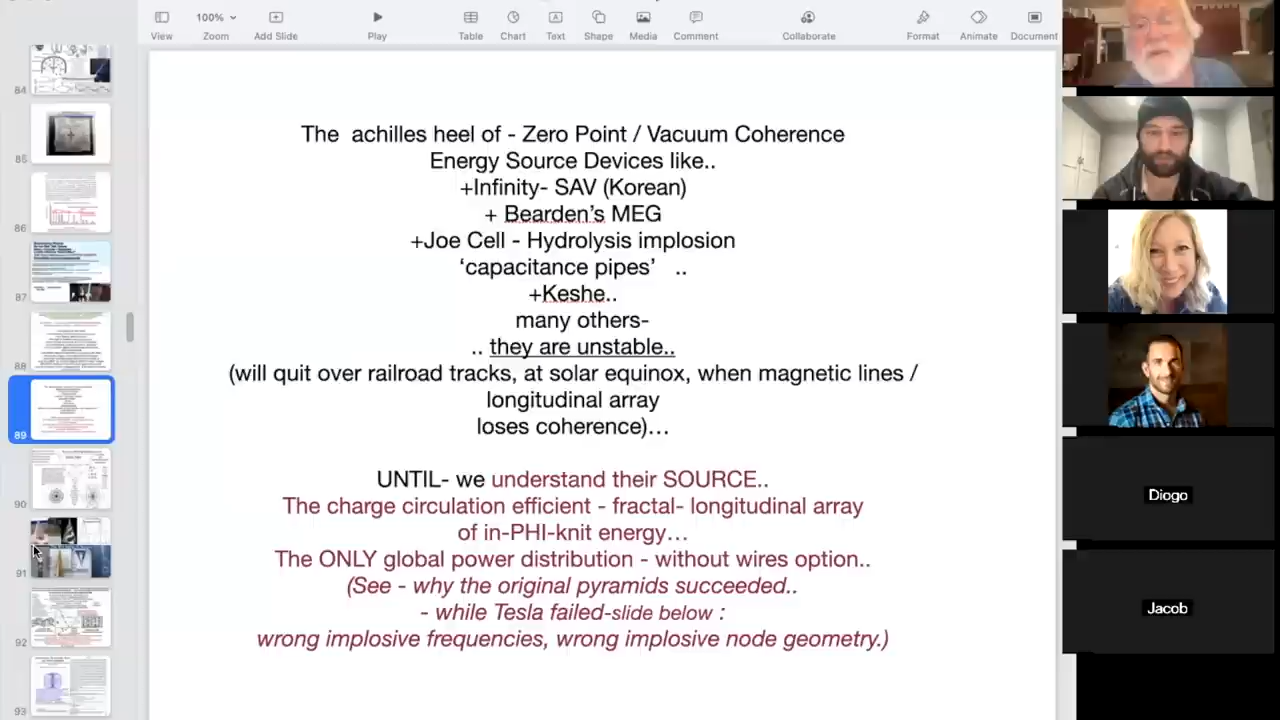 100%
View
Zoom
Add Slide
Play
Table
Chart
Text
Shape
Media
Comment
Collaborate
Format
Animate
Document
84
85
86
87
88
89
90
91
92
93
The achilles heel of - Zero Point / Vacuum Coherence
Energy Source Devices like..
+Infinity- SAV (Korean)
+ Bearden’s MEG
+Joe Cell - Hydrolysis implosion
‘capacitance pipes’ ..
+Keshe..
many others-
.. they are unstable..
(will quit over railroad tracks, at solar equinox, when magnetic lines /
longitudinal array
loses coherence)…
UNTIL- we understand their SOURCE..
The charge circulation efficient - fractal- longitudinal array
of in-PHI-knit energy…
The ONLY global power distribution - without wires option..
(See - why the original pyramids succeeded..
- while Tesla failed-slide below :
wrong implosive frequencies, wrong implosive node geometry.)
Diogo
Jacob